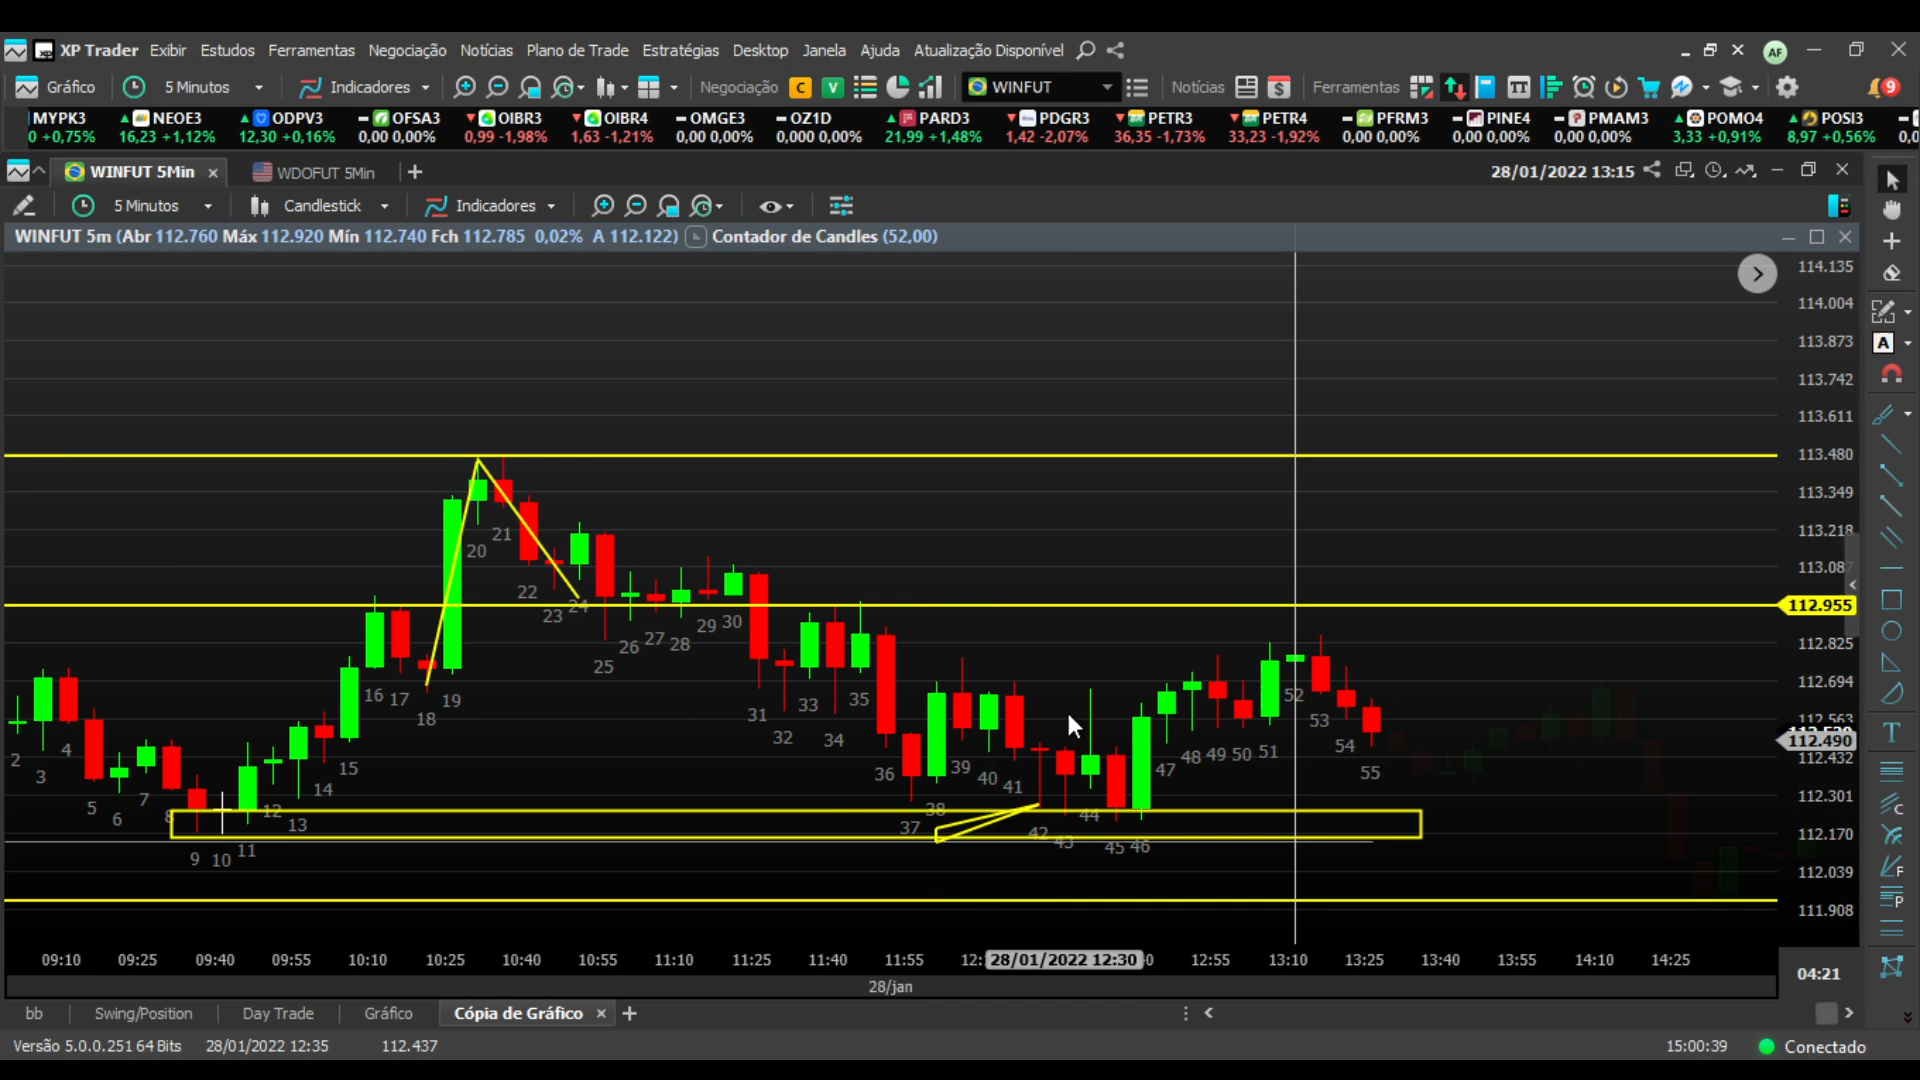 XP XP Trader Exibir Estudos Ferramentas Negociação Notícias Plano de Trade Estratégias Desktop Janela Ajuda Atualização Disponível AF
Gráfico 5 Minutos Indicadores Negociação C V WINFUT Notícias Ferramentas 9
MYPK3 NEOE3 ODPV3 OFSA3 OIBR3 OIBR4 OMGE3 OZ1D PARD3 PDGR3 PETR3 PETR4 PFRM3 PINE4 PMAM3 POMO4 POSI3
0 +0,75% 16,23 +1,12% 12,30 +0,16% 0,00 0,00% 0,99 -1,98% 1,63 -1,21% 0,00 0,00% 0,000 0,00% 21,99 +1,48% 1,42 -2,07% 36,35 -1,73% 33,23 -1,92% 0,00 0,00% 0,00 0,00% 0,00 0,00% 3,33 +0,91% 8,97 +0,56% 0,0
WINFUT 5Min WDOFUT 5Min 28/01/2022 13:15
5 Minutos Candlestick Indicadores
WINFUT 5m (Abr 112.760 Máx 112.920 Mín 112.740 Fch 112.785 0,02% A 112.122) Contador de Candles (52,00)
114.135
114.004
113.873
113.742
113.611
113.480
113.349
113.218
113.087
112.955
112.825
112.694
112.563
112.490
112.432
112.301
112.170
112.039
111.908
2 3 4 5 6 7 8 9 10 11 12 13 14 15 16 17 18 19 20 21 22 23 24 25 26 27 28 29 30 31 32 33 34 35 36 37 38 39 40 41 42 43 44 45 46 47 48 49 50 51 52 53 54 55
09:10 09:25 09:40 09:55 10:10 10:25 10:40 10:55 11:10 11:25 11:40 11:55 12: 28/01/2022 12:30 0 12:55 13:10 13:25 13:40 13:55 14:10 14:25 04:21
28/jan
bb Swing/Position Day Trade Gráfico Cópia de Gráfico
Versão 5.0.0.251 64 Bits 28/01/2022 12:35 112.437 15:00:39 Conectado